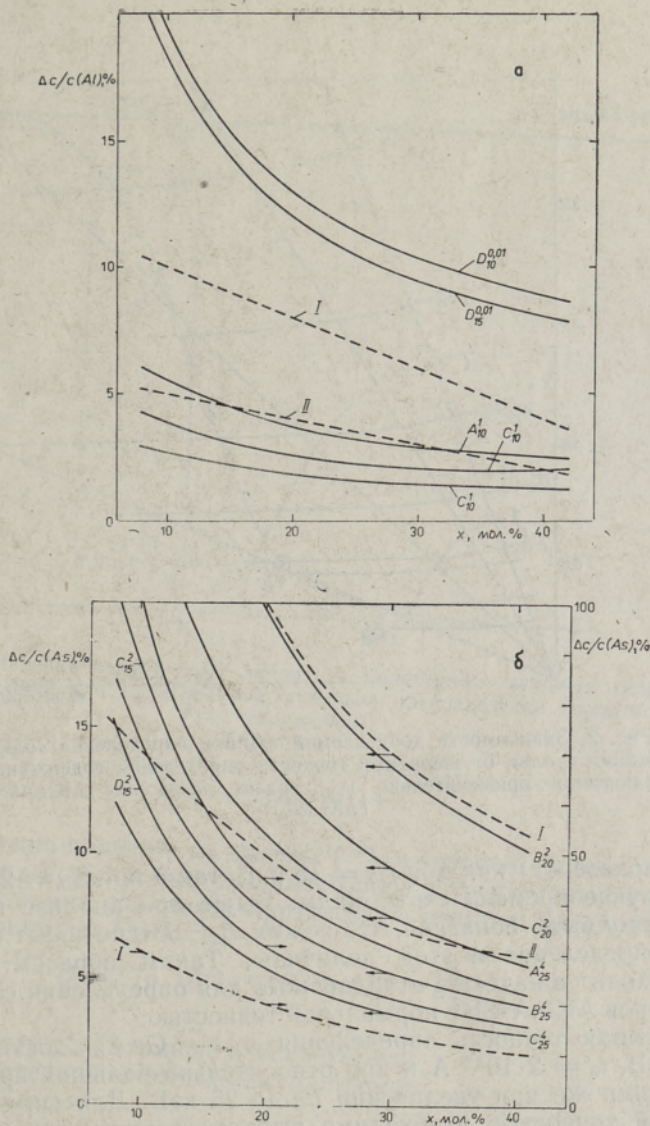 Δc/c(Al),%
а
15
10
5
0
D₁₀^0,01
D₁₅^0,01
I
II
A₁₀^1
C₁₀^1
C₁₀^1
10
20
30
40
x, мол.%
Δc/c(As),%
Δc/c(As),%
б
100
50
0
15
10
5
0
C₁₅^2
D₁₅^2
I
B₂₀^2
C₂₀^2
II
A₂₅^4
B₂₅^4
C₂₅^4
I
10
20
30
40
x, мол.%